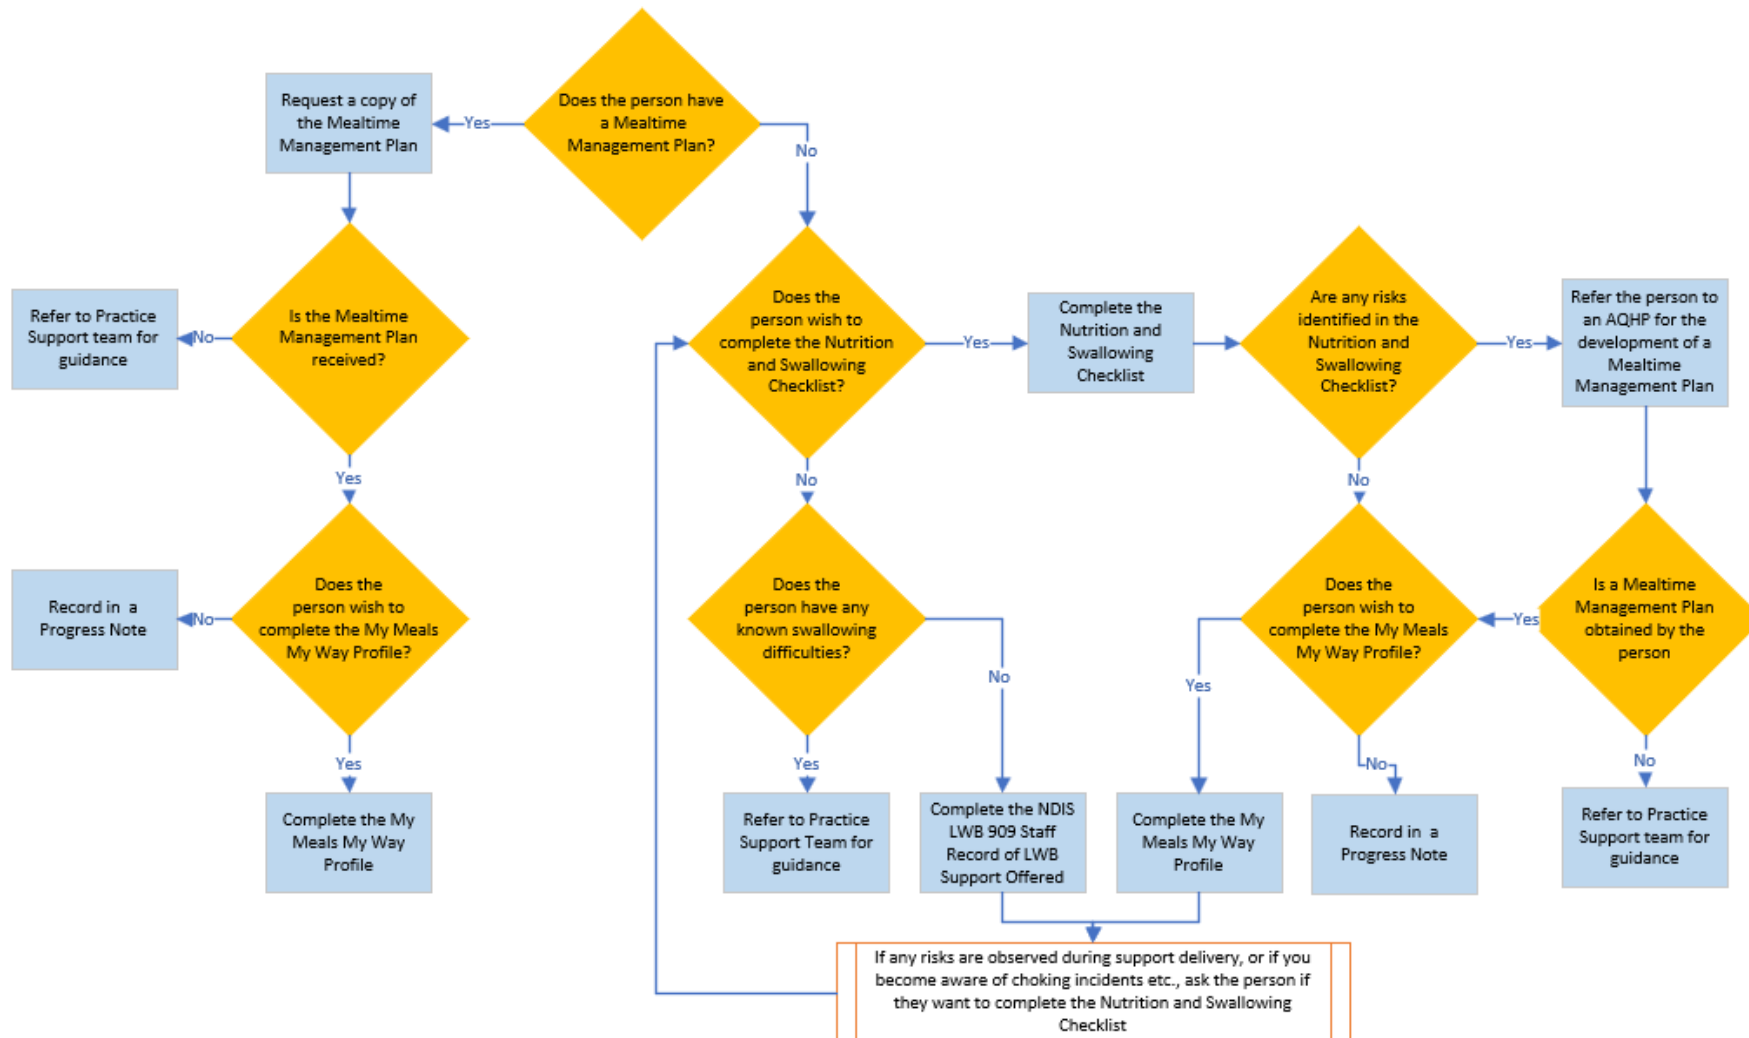 Does the person have
a Mealtime
Management Plan?
Yes
No
Request a copy of
the Mealtime
Management Plan
Is the Mealtime
Management Plan
received?
No
Refer to Practice
Support team for
guidance
Yes
Does the
person wish to
complete the My Meals
My Way Profile?
No
Record in a
Progress Note
Yes
Complete the My
Meals My Way
Profile
Does the
person wish to
complete the Nutrition
and Swallowing
Checklist?
Yes
No
Complete the
Nutrition and
Swallowing
Checklist
Are any risks
identified in the
Nutrition and
Swallowing
Checklist?
Yes
No
Refer the person to
an AQHP for the
development of a
Mealtime
Management Plan
Does the
person have any
known swallowing
difficulties?
No
Yes
Refer to Practice
Support Team for
guidance
Complete the NDIS
LWB 909 Staff
Record of LWB
Support Offered
Does the
person wish to
complete the My Meals
My Way Profile?
Yes
No
Complete the My
Meals My Way
Profile
Record in a
Progress Note
Is a Mealtime
Management Plan
obtained by the
person
Yes
No
Refer to Practice
Support team for
guidance
If any risks are observed during support delivery, or if you
become aware of choking incidents etc., ask the person if
they want to complete the Nutrition and Swallowing
Checklist